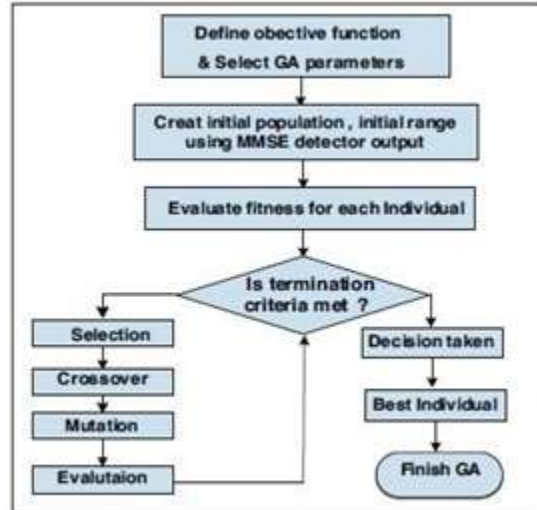 Define obective function
& Select GA parameters
Creat initial population , initial range
using MMSE detector output
Evaluate fitness for each Individual
Is termination
criteria met ?
Selection
Crossover
Mutation
Evalutaion
Decision taken
Best Individual
Finish GA